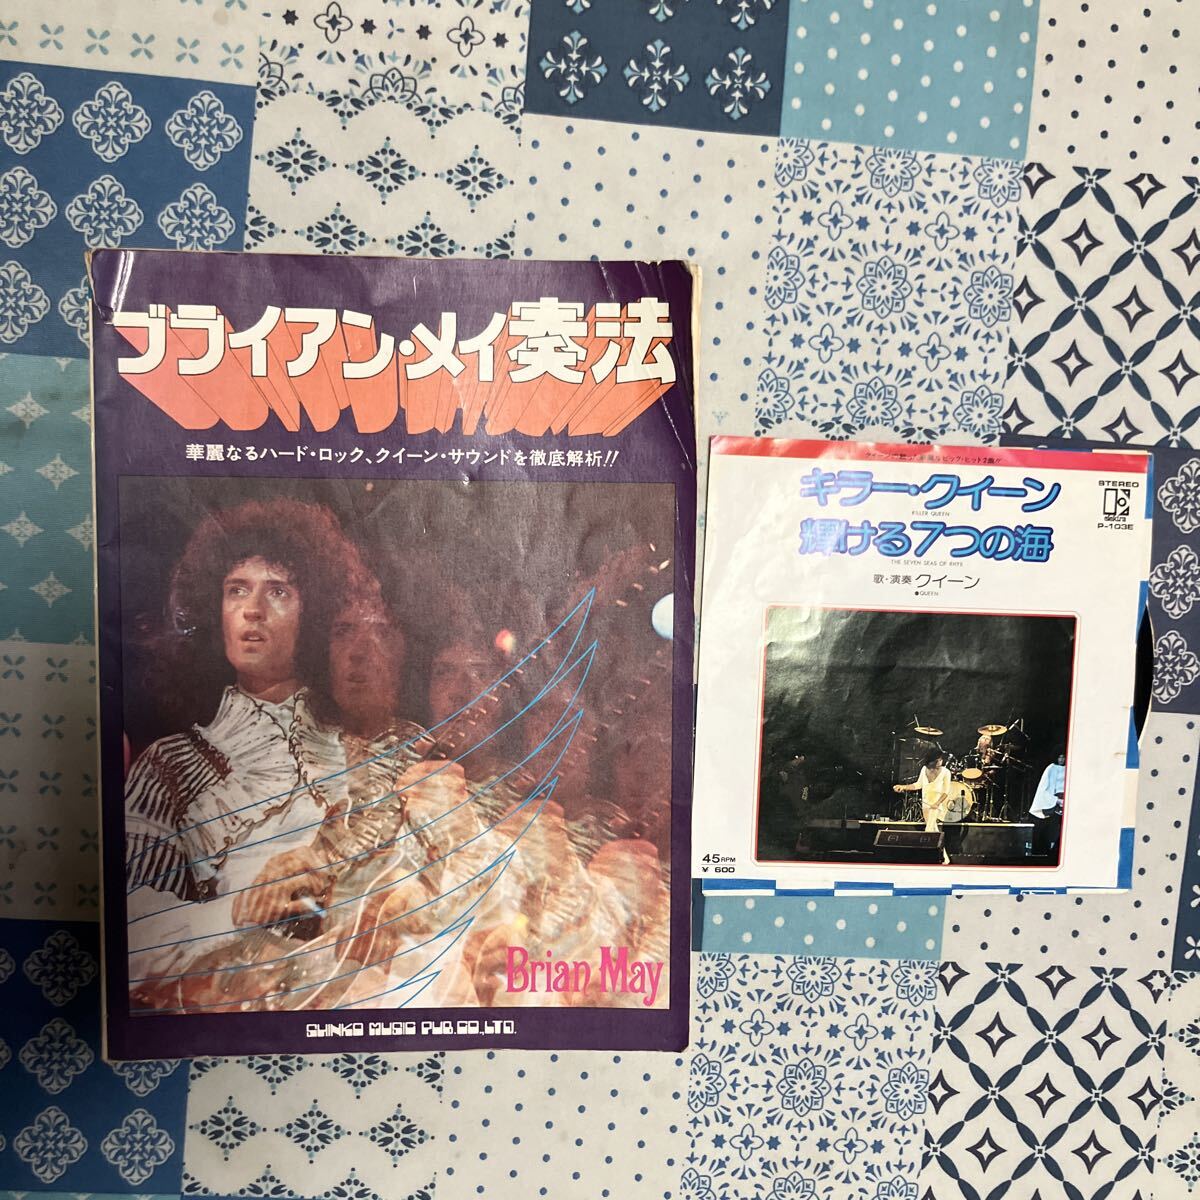 ブライアン・メイ奏法
華麗なるハード・ロック、クイーン・サウンドを徹底解析!!
Brian May
SHINKO MUSIC PUB.CO.,LTD.
キラー・クイーン
KILLER QUEEN
輝ける7つの海
THE SEVEN SEAS OF RHYE
歌・演奏 クイーン
●QUEEN
STEREO
elektra
P-103E
45RPM
¥600